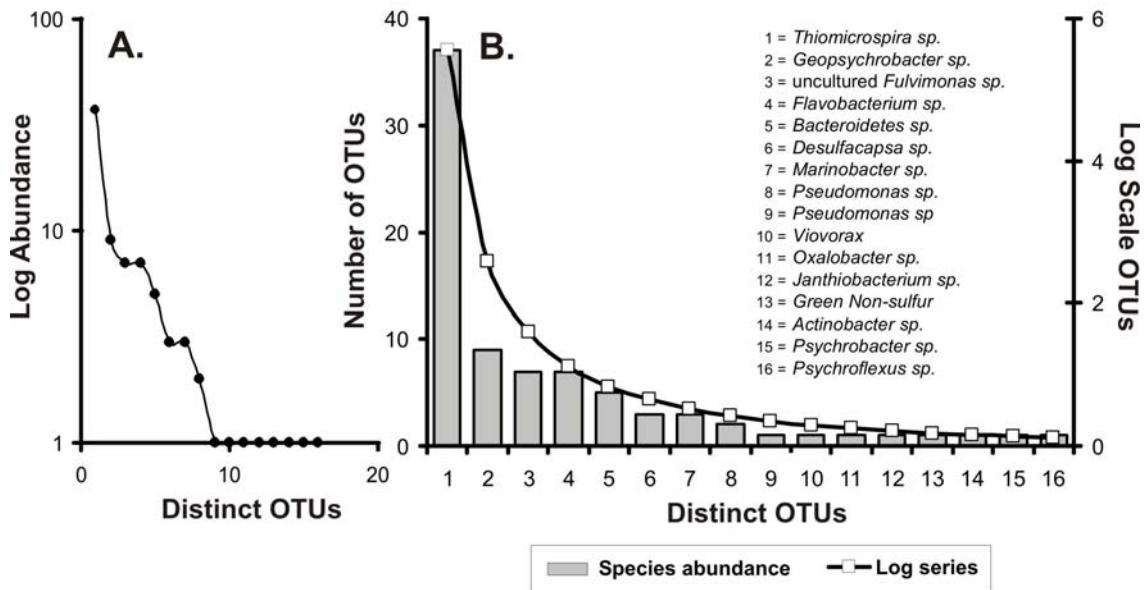 A.
100
10
1
0
10
20
Log Abundance
Distinct OTUs
B.
40
30
20
10
0
Number of OTUs
1 = Thiomicrospira sp.
2 = Geopsychrobacter sp.
3 = uncultured Fulvimonas sp.
4 = Flavobacterium sp.
5 = Bacteroidetes sp.
6 = Desulfacapsa sp.
7 = Marinobacter sp.
8 = Pseudomonas sp.
9 = Pseudomonas sp
10 = Viovorax
11 = Oxalobacter sp.
12 = Janthiobacterium sp.
13 = Green Non-sulfur
14 = Actinobacter sp.
15 = Psychrobacter sp.
16 = Psychroflexus sp.
6
4
2
0
Log Scale OTUs
1 2 3 4 5 6 7 8 9 10 11 12 13 14 15 16
Distinct OTUs
Species abundance Log series